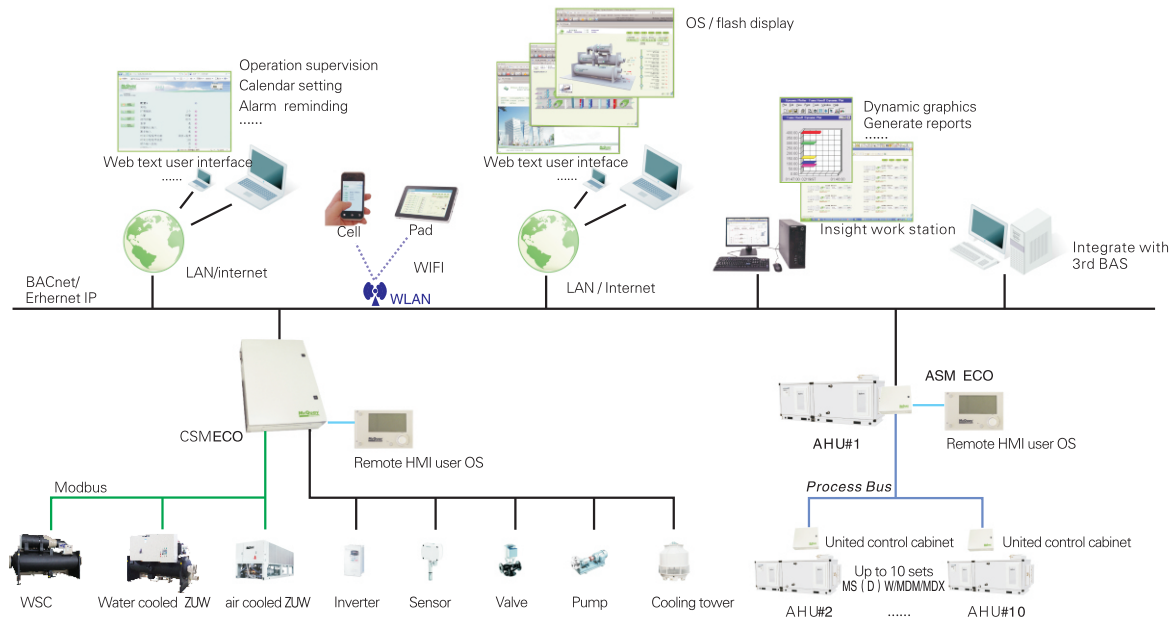 OS / flash display
Operation supervision
Calendar setting
Alarm reminding
......
Web text user interface
......
Web text user inteface
......
Dynamic graphics
Generate reports
......
Insight work station
Cell
Pad
WIFI
WLAN
LAN/internet
LAN / Internet
Integrate with
3rd BAS
BACnet/
Erhernet IP
CSMECO
Remote HMI user OS
ASM ECO
AHU#1
Remote HMI user OS
Modbus
Process Bus
WSC
Water cooled ZUW
air cooled ZUW
Inverter
Sensor
Valve
Pump
Cooling tower
United control cabinet
United control cabinet
Up to 10 sets
MS ( D ) W/MDM/MDX
AHU#2
......
AHU#10